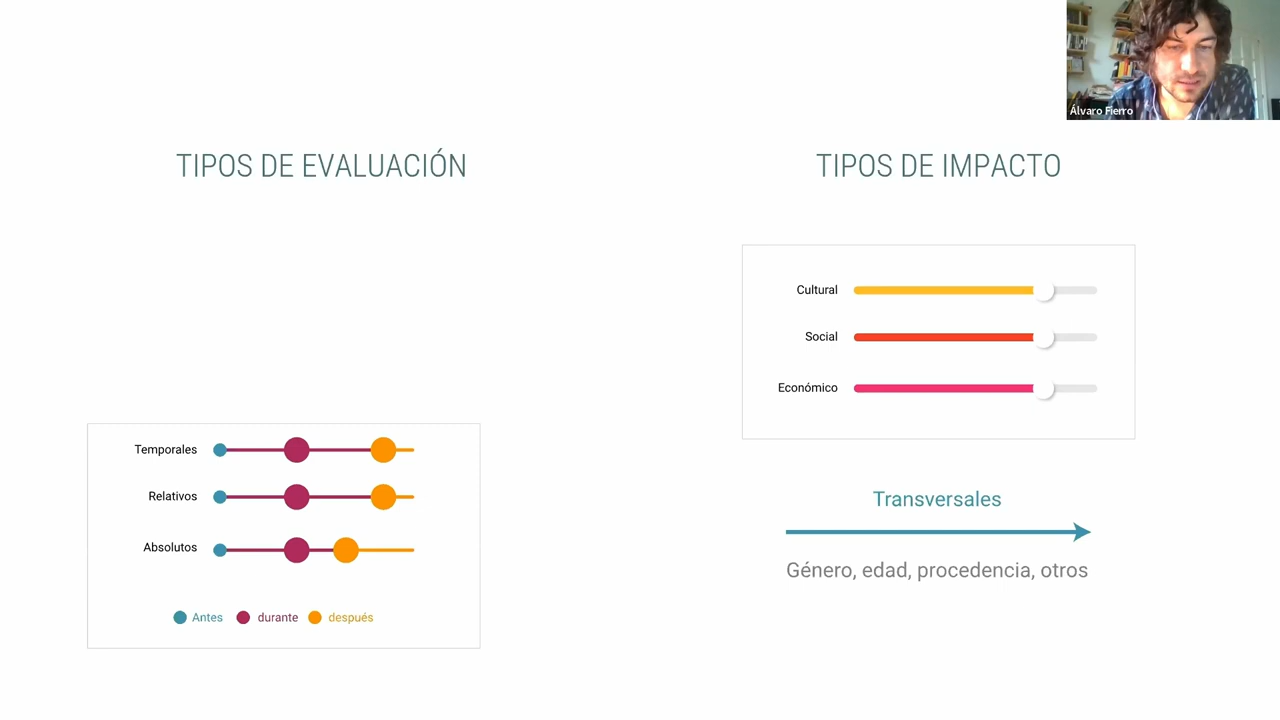 Álvaro Fierro
TIPOS DE EVALUACIÓN
TIPOS DE IMPACTO
Cultural
Social
Económico
Temporales
Relativos
Absolutos
Antes durante después
Transversales
Género, edad, procedencia, otros